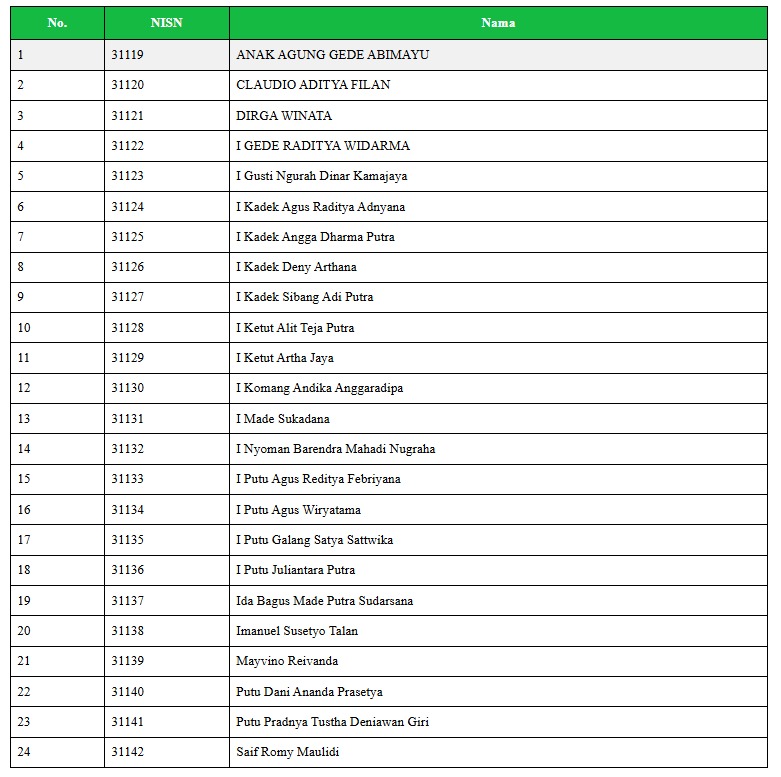 No. NISN Nama
1 31119 ANAK AGUNG GEDE ABIMAYU
2 31120 CLAUDIO ADITYA FILAN
3 31121 DIRGA WINATA
4 31122 I GEDE RADITYA WIDARMA
5 31123 I Gusti Ngurah Dinar Kamajaya
6 31124 I Kadek Agus Raditya Adnyana
7 31125 I Kadek Angga Dharma Putra
8 31126 I Kadek Deny Arthana
9 31127 I Kadek Sibang Adi Putra
10 31128 I Ketut Alit Teja Putra
11 31129 I Ketut Artha Jaya
12 31130 I Komang Andika Anggaradipa
13 31131 I Made Sukadana
14 31132 I Nyoman Barendra Mahadi Nugraha
15 31133 I Putu Agus Reditya Febriyana
16 31134 I Putu Agus Wiryatama
17 31135 I Putu Galang Satya Sattwika
18 31136 I Putu Juliantara Putra
19 31137 Ida Bagus Made Putra Sudarsana
20 31138 Imanuel Susetyo Talan
21 31139 Mayvino Reivanda
22 31140 Putu Dani Ananda Prasetya
23 31141 Putu Pradnya Tustha Deniawan Giri
24 31142 Saif Romy Maulidi